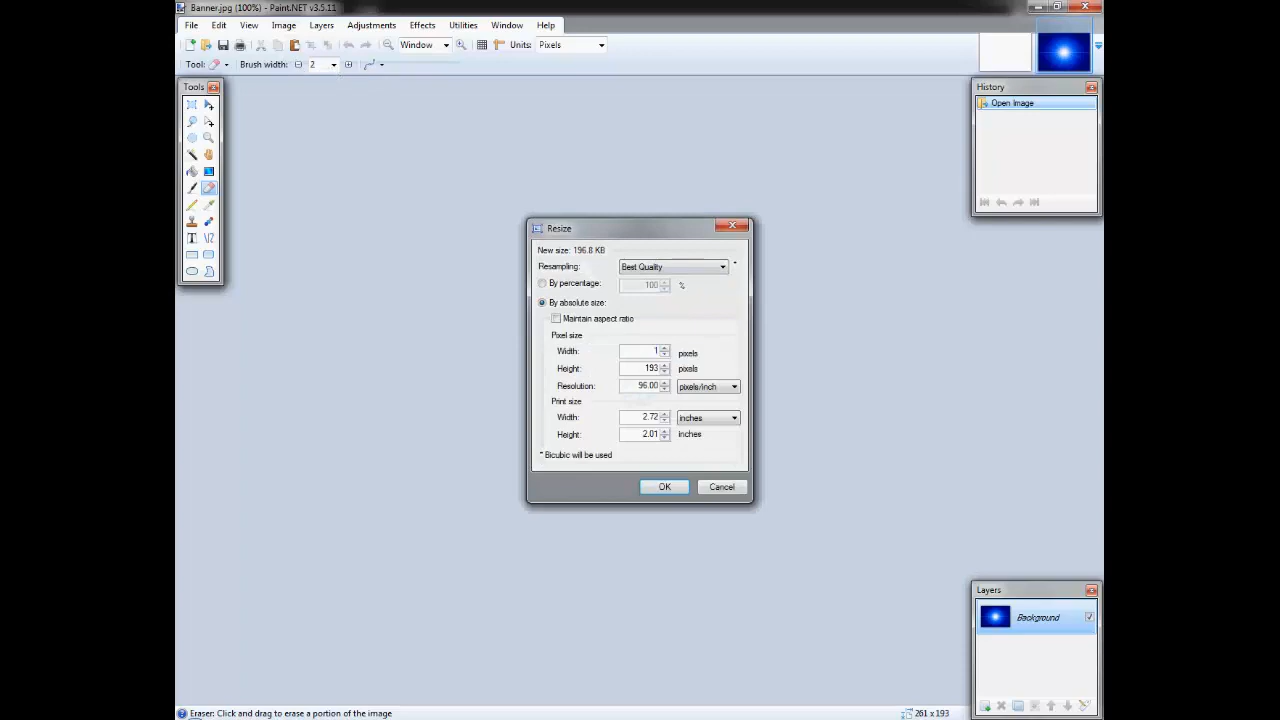 Banner.jpg (100%) - Paint.NET v3.5.11
File Edit View Image Layers Adjustments Effects Utilities Window Help
Window Units: Pixels
Tool: Brush width: 2
Tools
History
Open Image
Resize
New size: 196.8 KB
Resampling: Best Quality *
By percentage: 100 %
By absolute size:
Maintain aspect ratio
Pixel size
Width: 1 pixels
Height: 193 pixels
Resolution: 96.00 pixels/inch
Print size
Width: 2.72 inches
Height: 2.01 inches
* Bicubic will be used
OK Cancel
Layers
Background
Eraser: Click and drag to erase a portion of the image 261 x 193